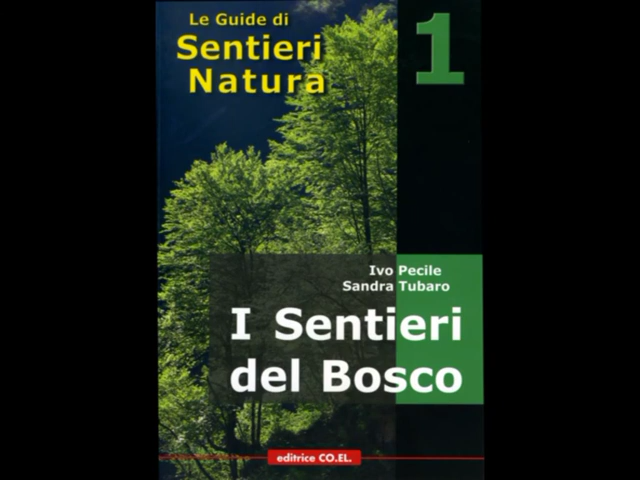 Le Guide di
Sentieri
Natura
1
Ivo Pecile
Sandra Tubaro
I Sentieri
del Bosco
editrice CO.EL.